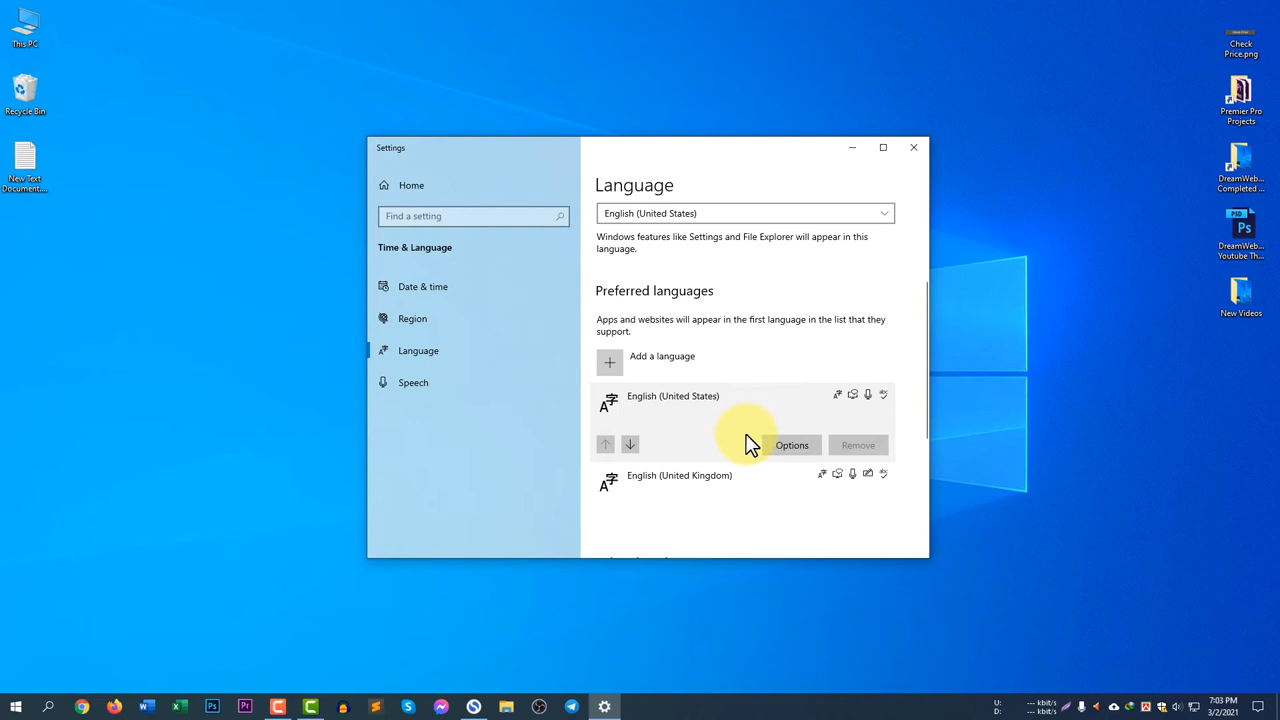 This PC
Recycle Bin
New Text
Document....
Check
Price.png
Premier Pro
Projects
DreamWeb...
Completed ...
DreamWeb...
Youtube Th...
New Videos
Settings
Home
Find a setting
Time & Language
Date & time
Region
Language
Speech
Language
English (United States)
Windows features like Settings and File Explorer will appear in this
language.
Preferred languages
Apps and websites will appear in the first language in the list that they
support.
Add a language
English (United States)
Options
Remove
English (United Kingdom)
U: --- kbit/s
D: --- kbit/s
7:03 PM
3/2/2021